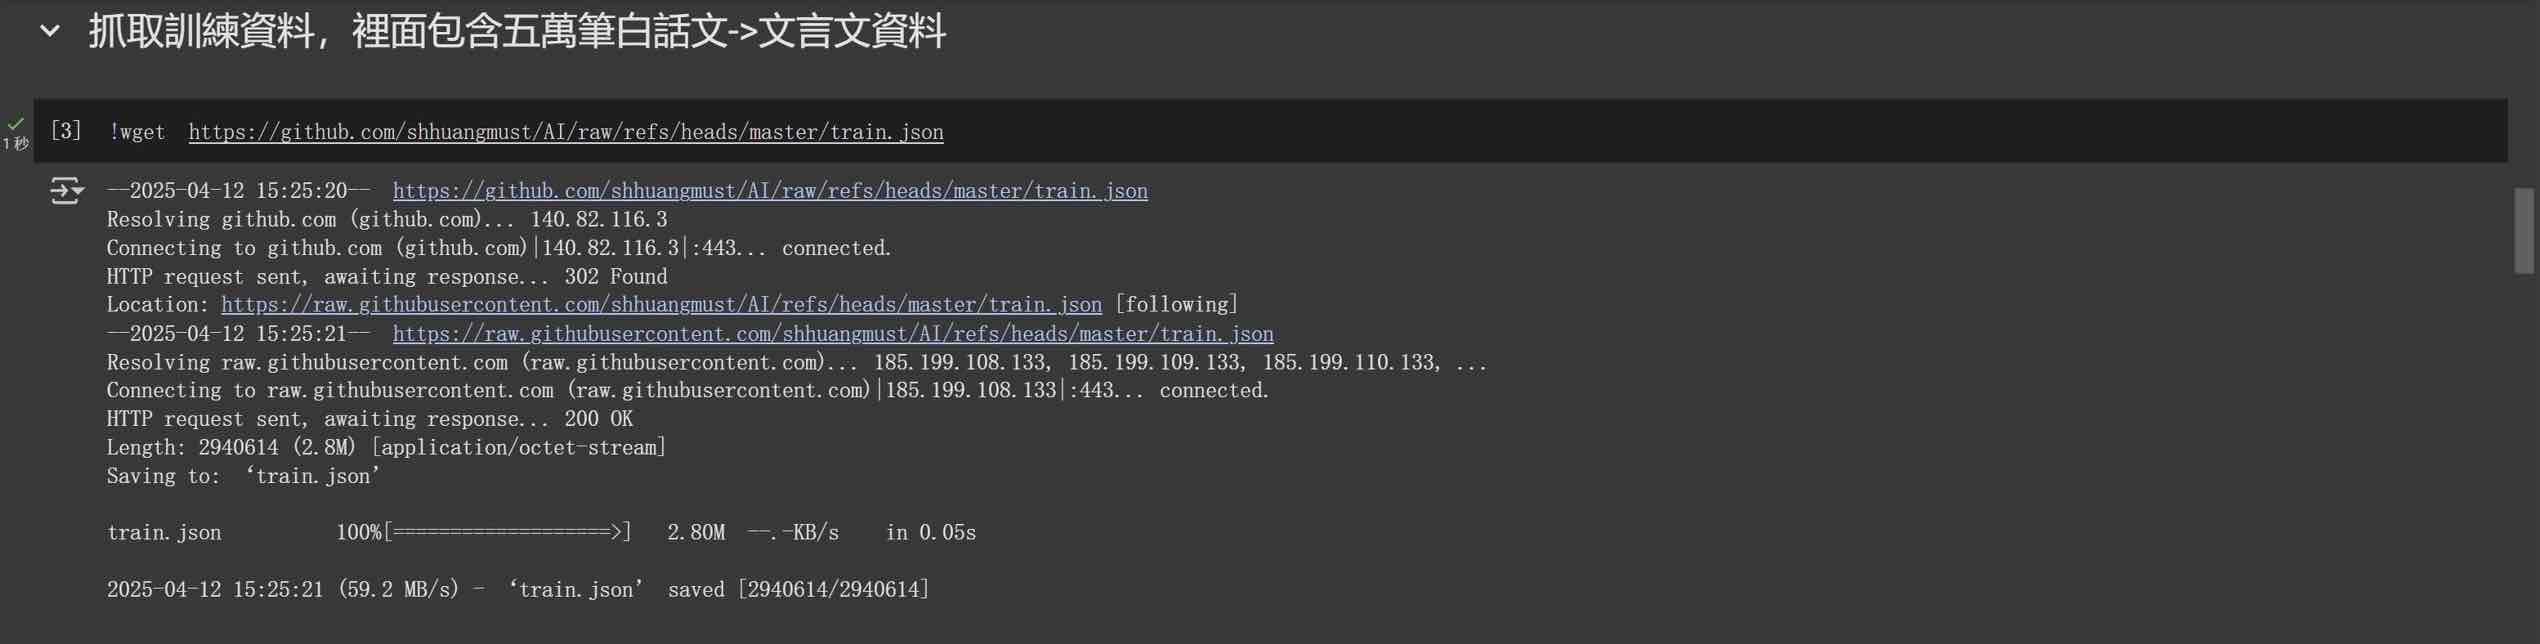 抓取訓練資料，裡面包含五萬筆白話文->文言文資料
[3] !wget  https://github.com/shhuangmust/AI/raw/refs/heads/master/train.json
1 秒
--2025-04-12 15:25:20--  https://github.com/shhuangmust/AI/raw/refs/heads/master/train.json
Resolving github.com (github.com)... 140.82.116.3
Connecting to github.com (github.com)|140.82.116.3|:443... connected.
HTTP request sent, awaiting response... 302 Found
Location: https://raw.githubusercontent.com/shhuangmust/AI/refs/heads/master/train.json [following]
--2025-04-12 15:25:21--  https://raw.githubusercontent.com/shhuangmust/AI/refs/heads/master/train.json
Resolving raw.githubusercontent.com (raw.githubusercontent.com)... 185.199.108.133, 185.199.109.133, 185.199.110.133, ...
Connecting to raw.githubusercontent.com (raw.githubusercontent.com)|185.199.108.133|:443... connected.
HTTP request sent, awaiting response... 200 OK
Length: 2940614 (2.8M) [application/octet-stream]
Saving to: ‘train.json’
train.json          100%[===================>]   2.80M  --.-KB/s    in 0.05s
2025-04-12 15:25:21 (59.2 MB/s) - ‘train.json’ saved [2940614/2940614]